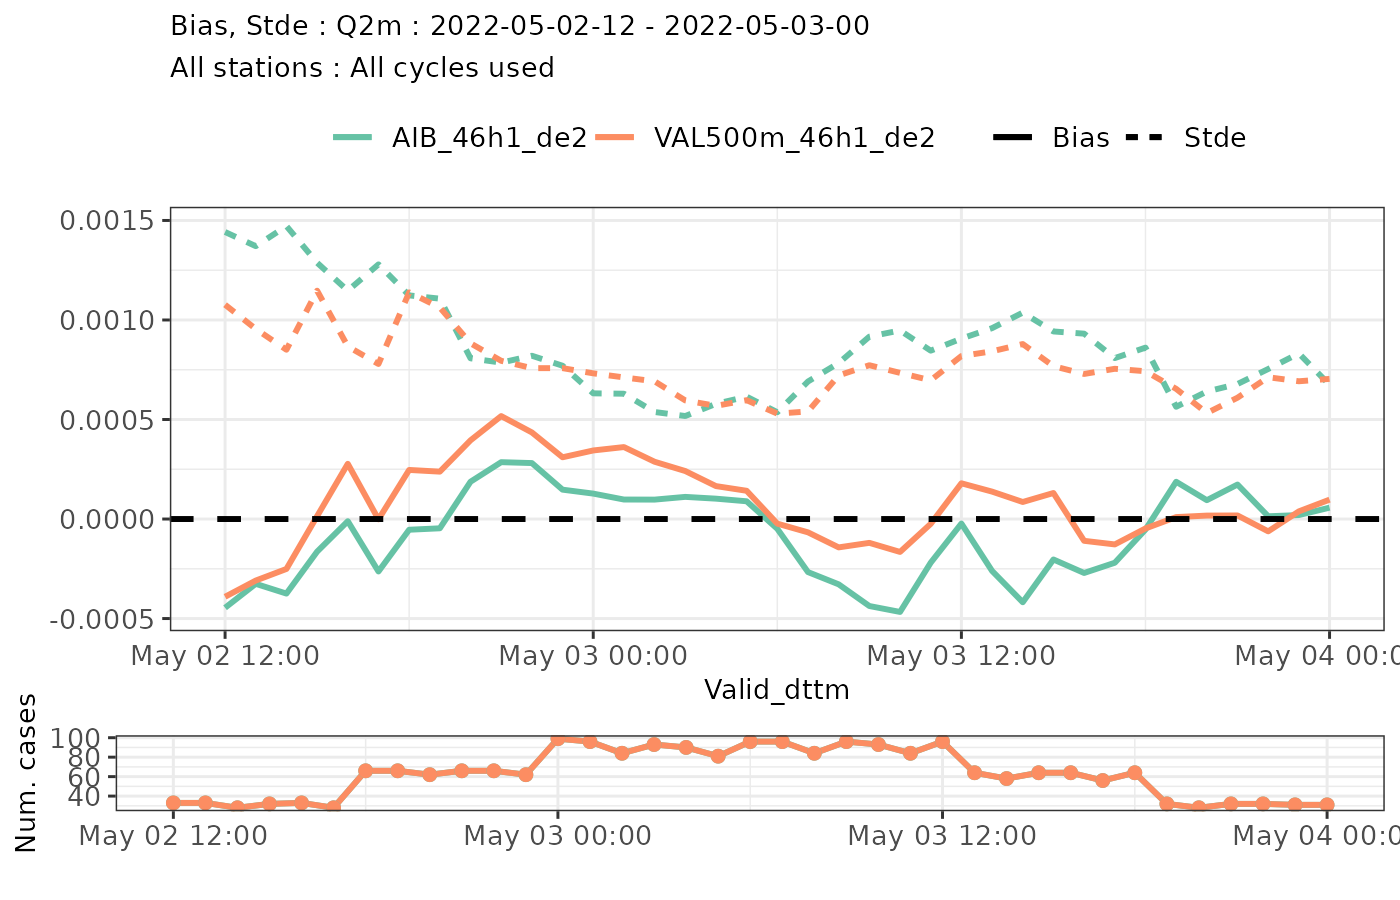 Bias, Stde : Q2m : 2022-05-02-12 - 2022-05-03-00
All stations : All cycles used
AIB_46h1_de2 VAL500m_46h1_de2 Bias Stde
0.0015
0.0010
0.0005
0.0000
-0.0005
May 02 12:00 May 03 00:00 May 03 12:00 May 04 00:0
Valid_dttm
Num. cases
100
80
60
40
May 02 12:00 May 03 00:00 May 03 12:00 May 04 00:0